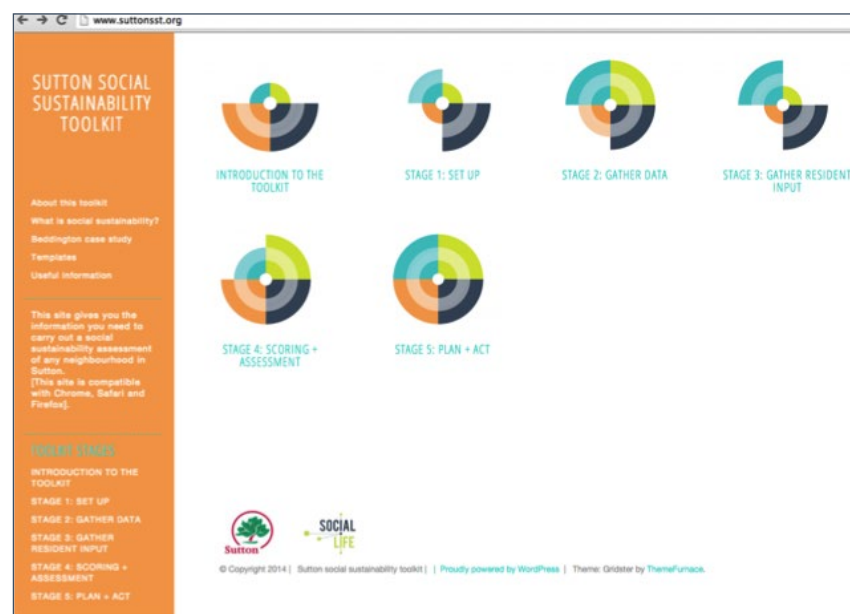 www.suttonsst.org
SUTTON SOCIAL
SUSTAINABILITY
TOOLKIT
About this toolkit
What is social sustainability?
Beddington case study
Templates
Useful information
This site gives you the
information you need to
carry out a social
sustainability assessment
of any neighbourhood in
Sutton.
[This site is compatible
with Chrome, Safari and
Firefox].
TOOLKIT STAGES
INTRODUCTION TO THE
TOOLKIT
STAGE 1: SET UP
STAGE 2: GATHER DATA
STAGE 3: GATHER
RESIDENT INPUT
STAGE 4: SCORING +
ASSESSMENT
STAGE 5: PLAN + ACT
INTRODUCTION TO THE
TOOLKIT
STAGE 1: SET UP
STAGE 2: GATHER DATA
STAGE 3: GATHER RESIDENT
INPUT
STAGE 4: SCORING +
ASSESSMENT
STAGE 5: PLAN + ACT
Sutton
SOCIAL
LIFE
© Copyright 2014 | Sutton social sustainability toolkit | | Proudly powered by WordPress | Theme: Gridster by ThemeFurnace.